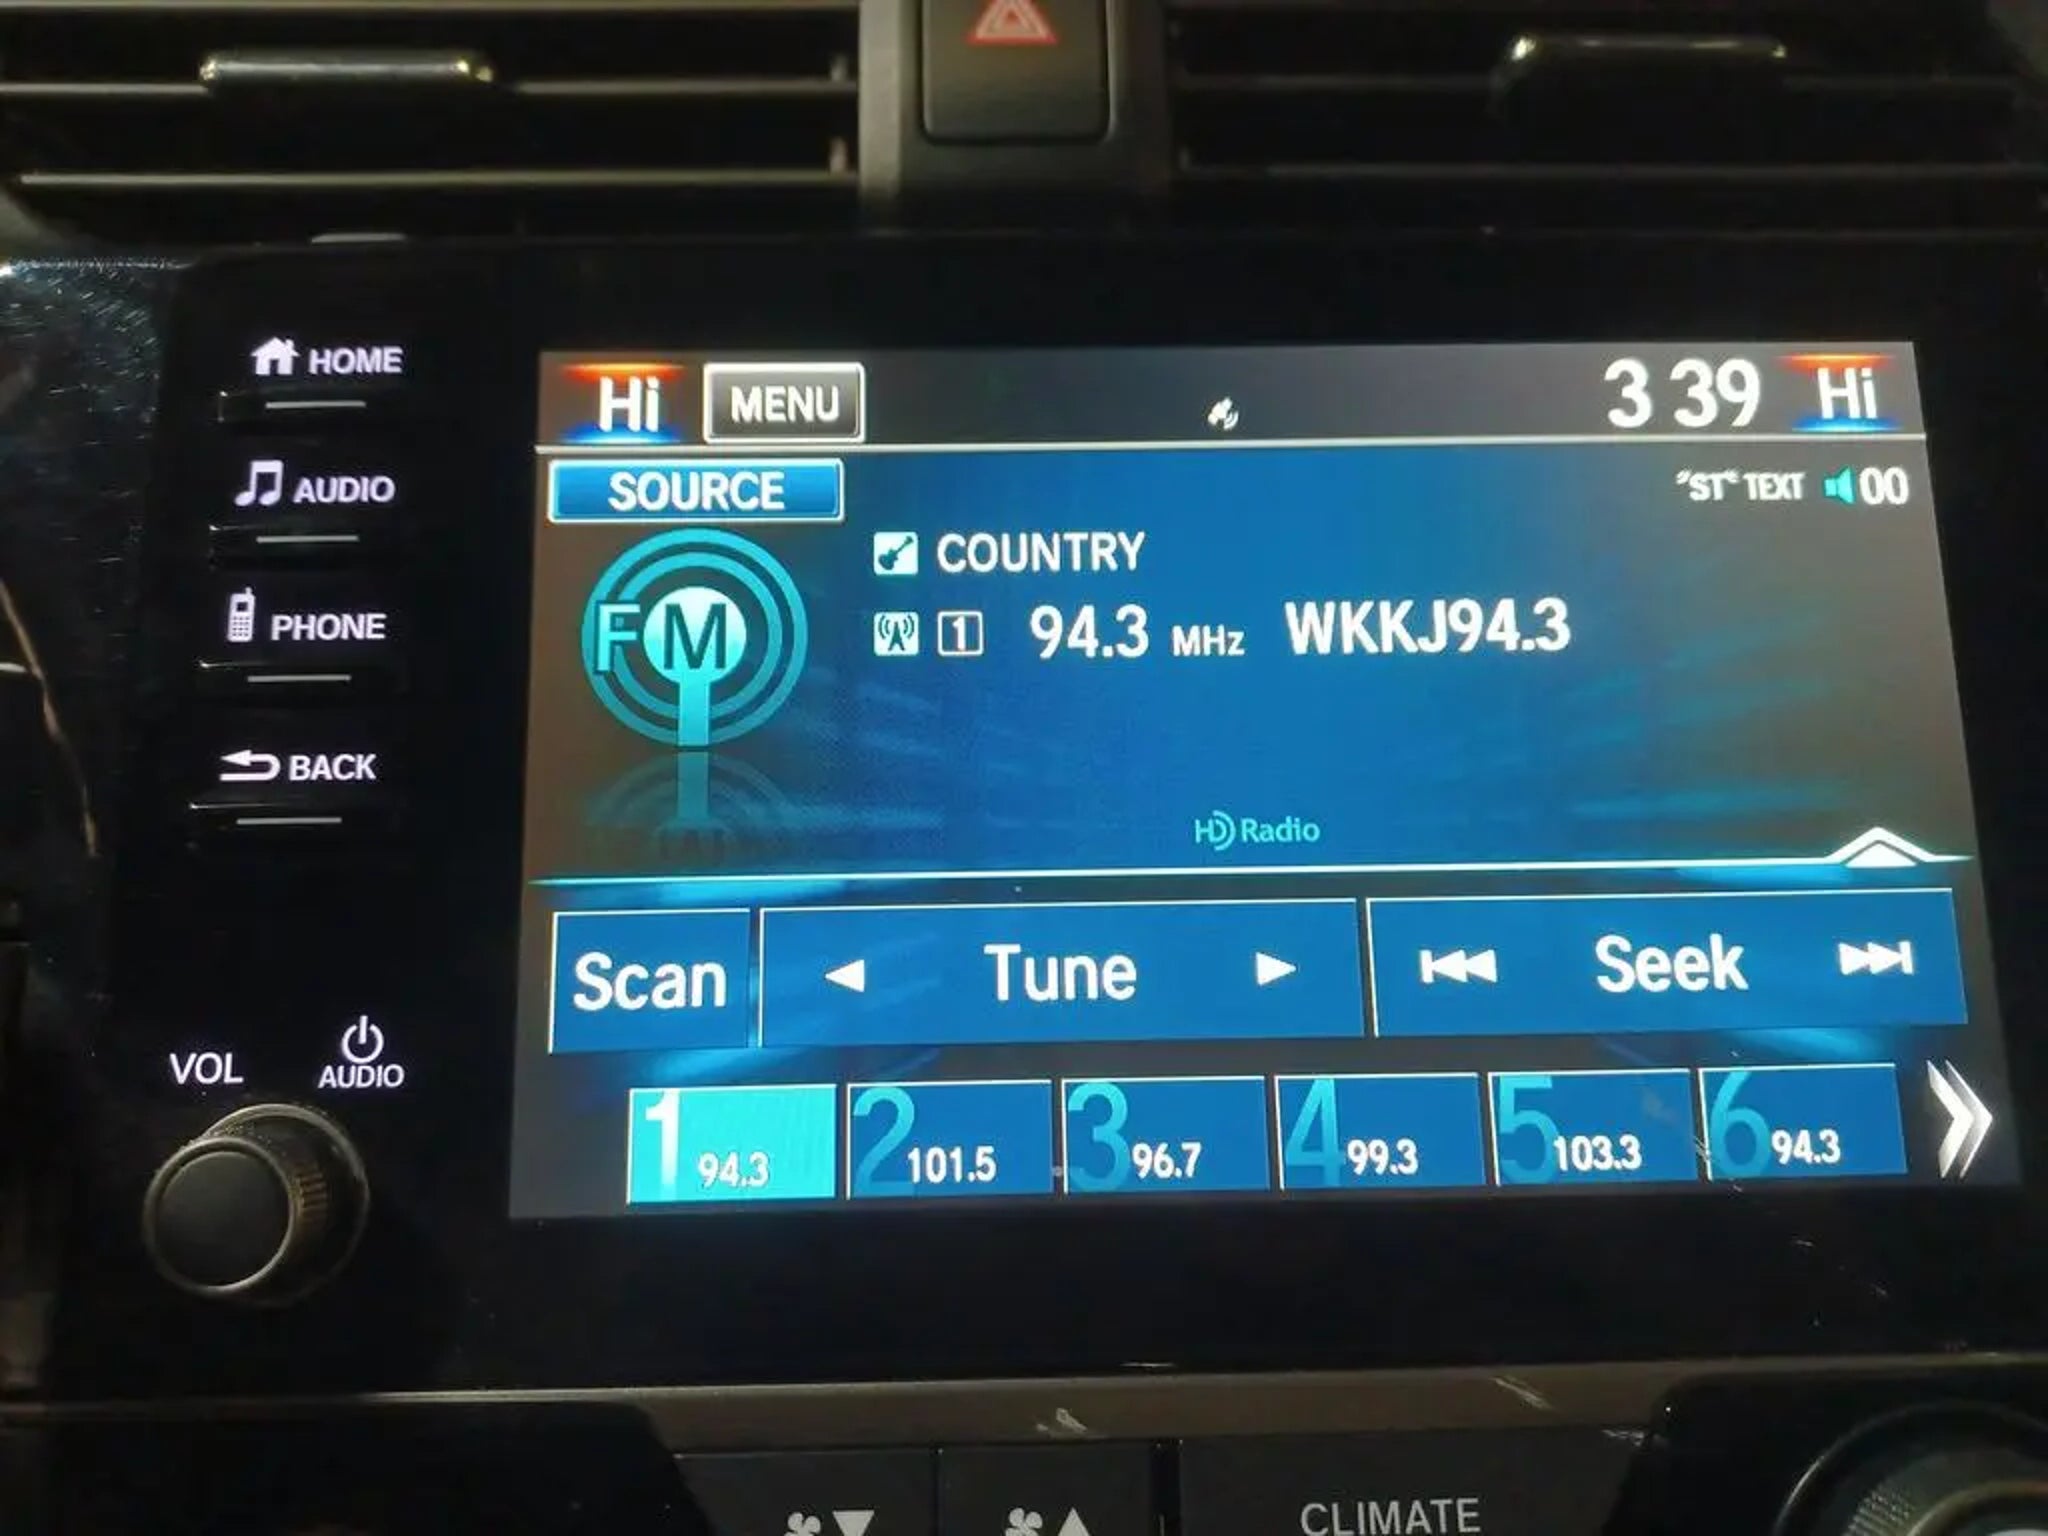 HOME
AUDIO
PHONE
BACK
VOL
AUDIO
Hi MENU 3 39 Hi
SOURCE "ST" TEXT 00
COUNTRY
FM 1 94.3 MHz WKKJ94.3
HD Radio
Scan Tune Seek
1 94.3 2 101.5 3 96.7 4 99.3 5 103.3 6 94.3
CLIMATE